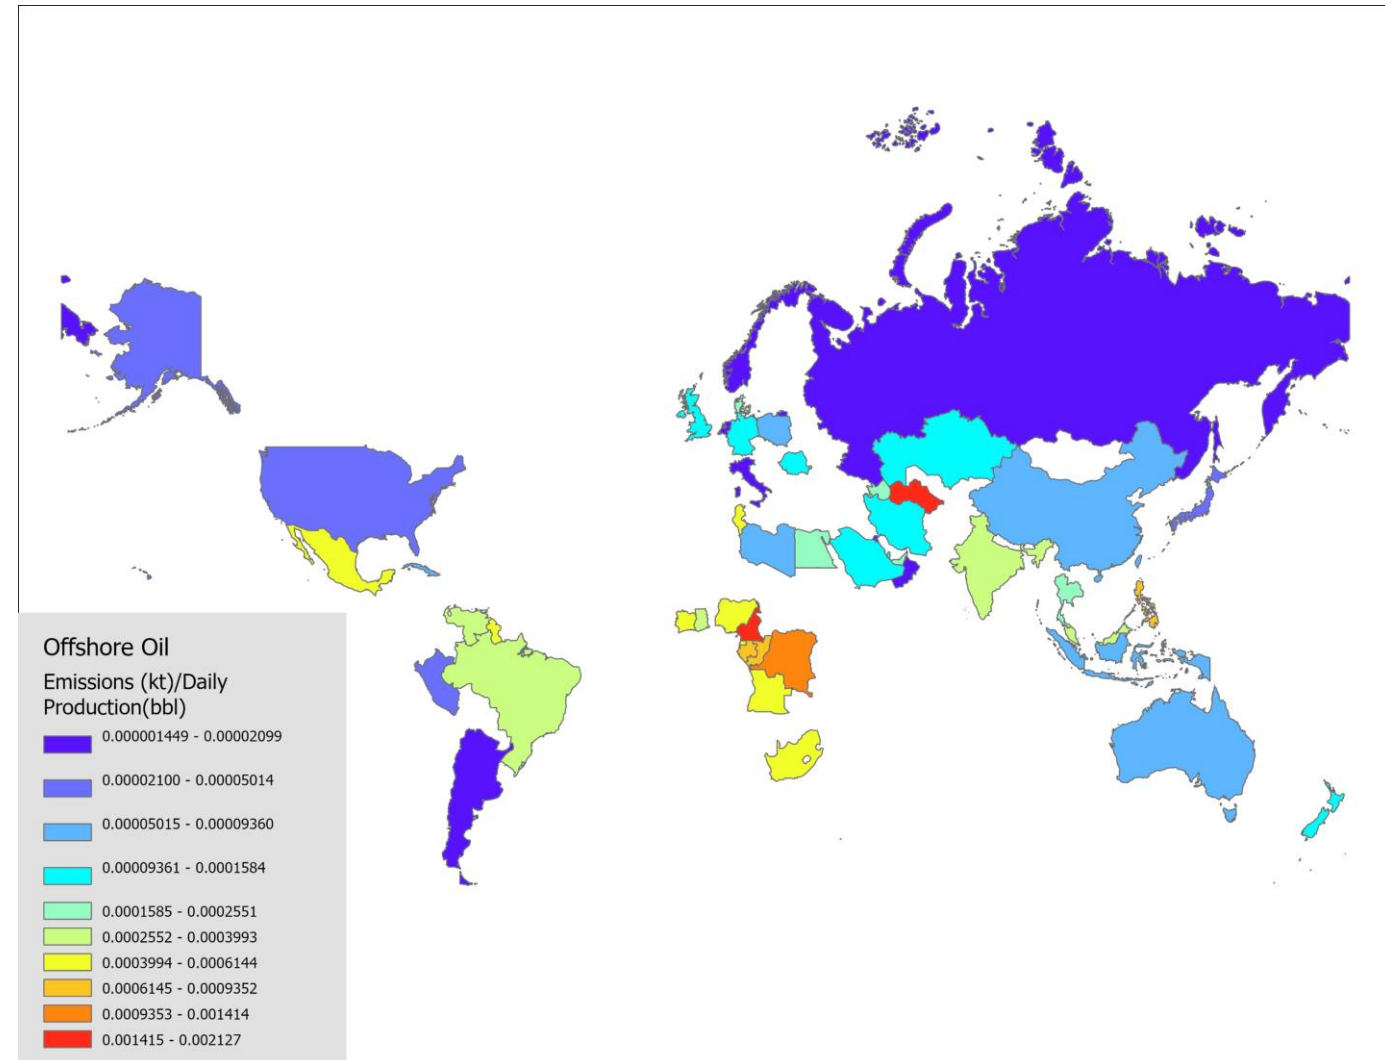 Offshore Oil
Emissions (kt)/Daily
Production(bbl)
0.000001449 - 0.00002099
0.00002100 - 0.00005014
0.00005015 - 0.00009360
0.00009361 - 0.0001584
0.0001585 - 0.0002551
0.0002552 - 0.0003993
0.0003994 - 0.0006144
0.0006145 - 0.0009352
0.0009353 - 0.001414
0.001415 - 0.002127